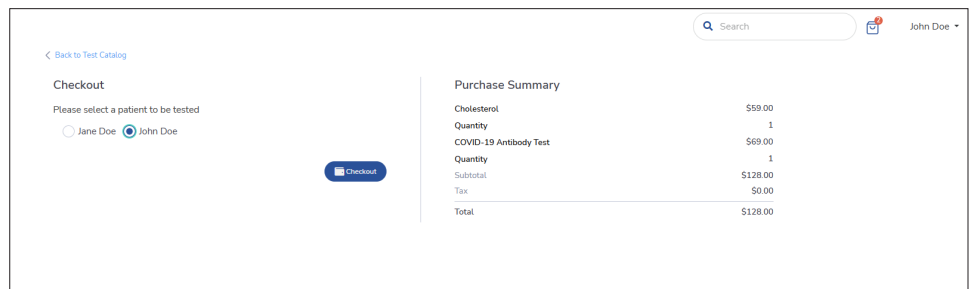 Search
2
John Doe
Back to Test Catalog
Checkout
Please select a patient to be tested
Jane Doe John Doe
Checkout
Purchase Summary
Cholesterol $59.00
Quantity 1
COVID-19 Antibody Test $69.00
Quantity 1
Subtotal $128.00
Tax $0.00
Total $128.00